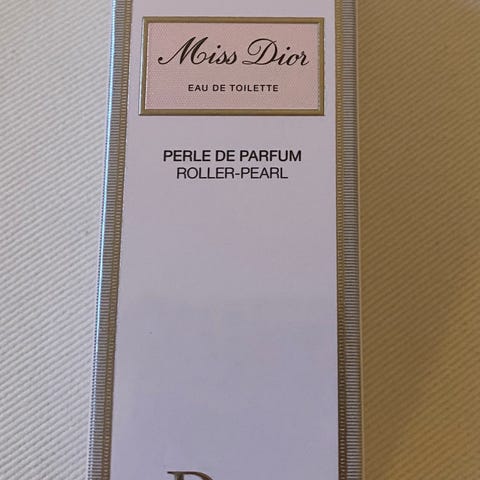 Miss Dior
EAU DE TOILETTE
PERLE DE PARFUM
ROLLER-PEARL